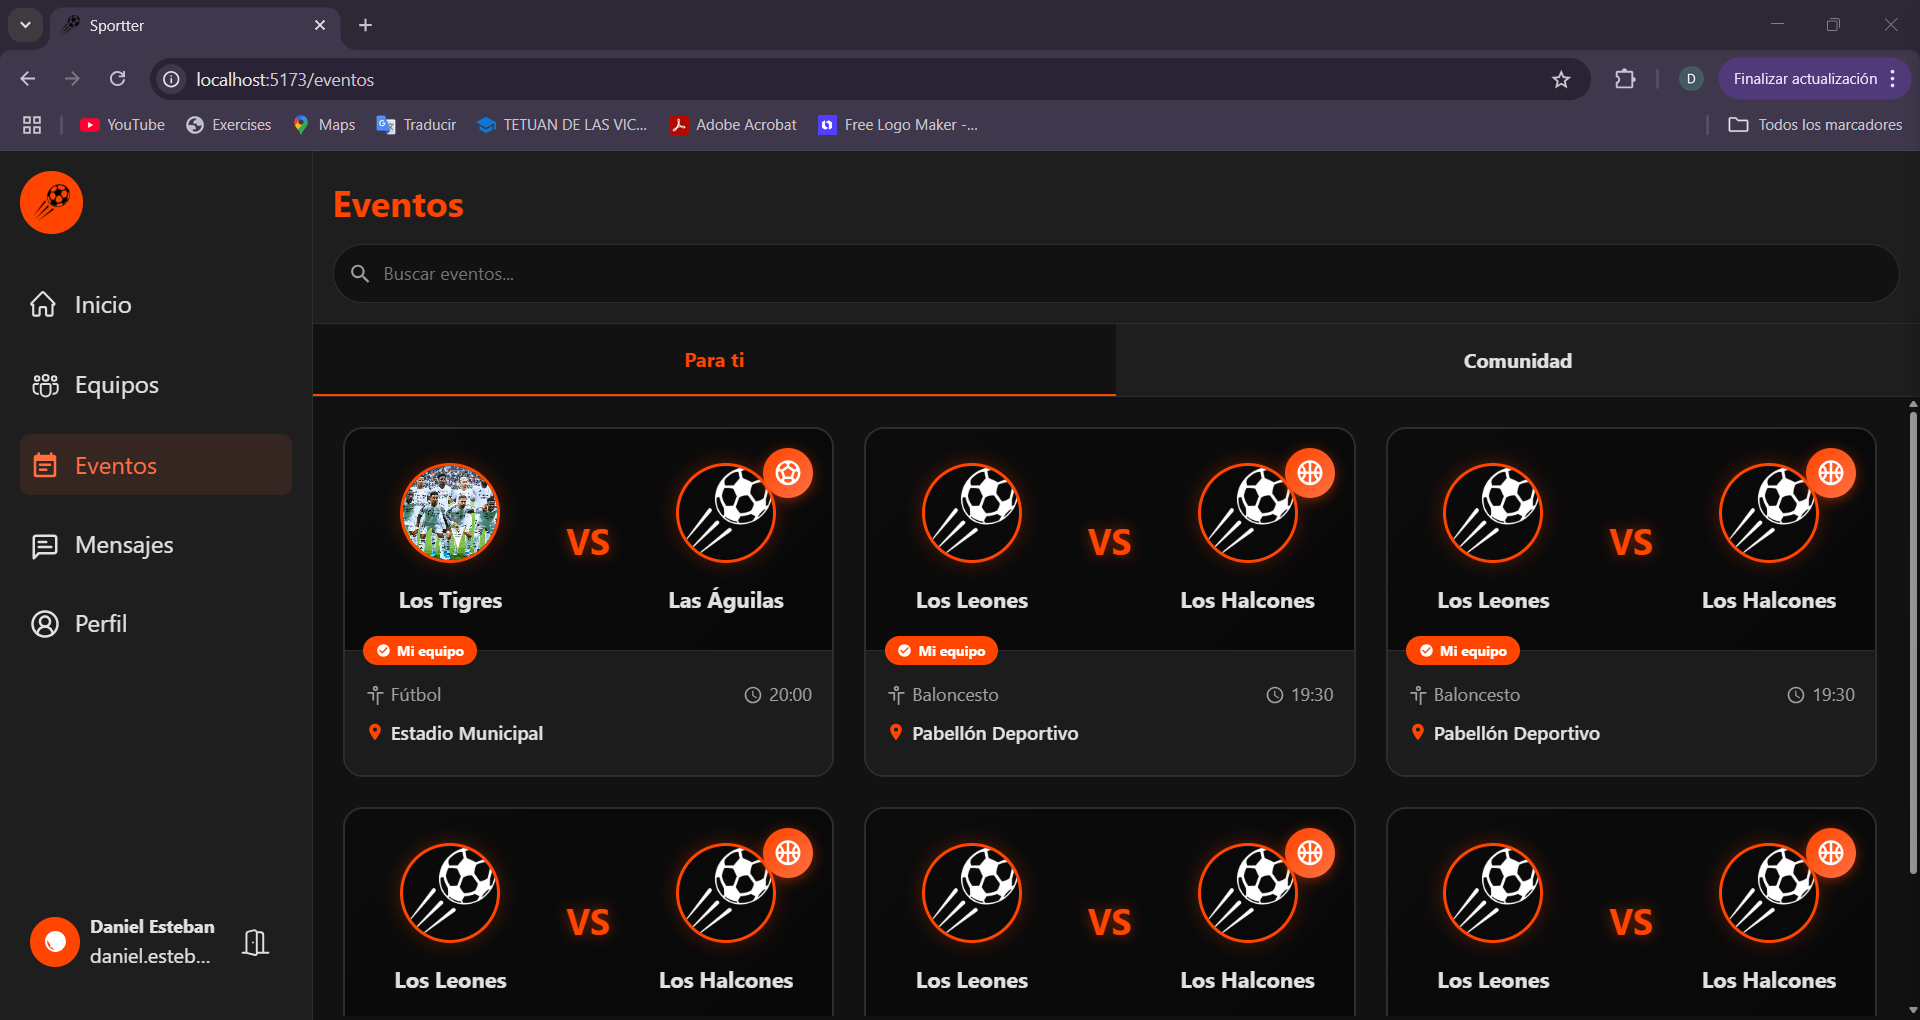 Sportter
localhost:5173/eventos
D
Finalizar actualización
YouTube
Exercises
Maps
Traducir
TETUAN DE LAS VIC...
Adobe Acrobat
Free Logo Maker -...
Todos los marcadores
Inicio
Equipos
Eventos
Mensajes
Perfil
Daniel Esteban
daniel.esteb...
Eventos
Buscar eventos...
Para ti
Comunidad
VS
Los Tigres
Las Águilas
Mi equipo
Fútbol
20:00
Estadio Municipal
VS
Los Leones
Los Halcones
Mi equipo
Baloncesto
19:30
Pabellón Deportivo
VS
Los Leones
Los Halcones
Mi equipo
Baloncesto
19:30
Pabellón Deportivo
VS
Los Leones
Los Halcones
VS
Los Leones
Los Halcones
VS
Los Leones
Los Halcones